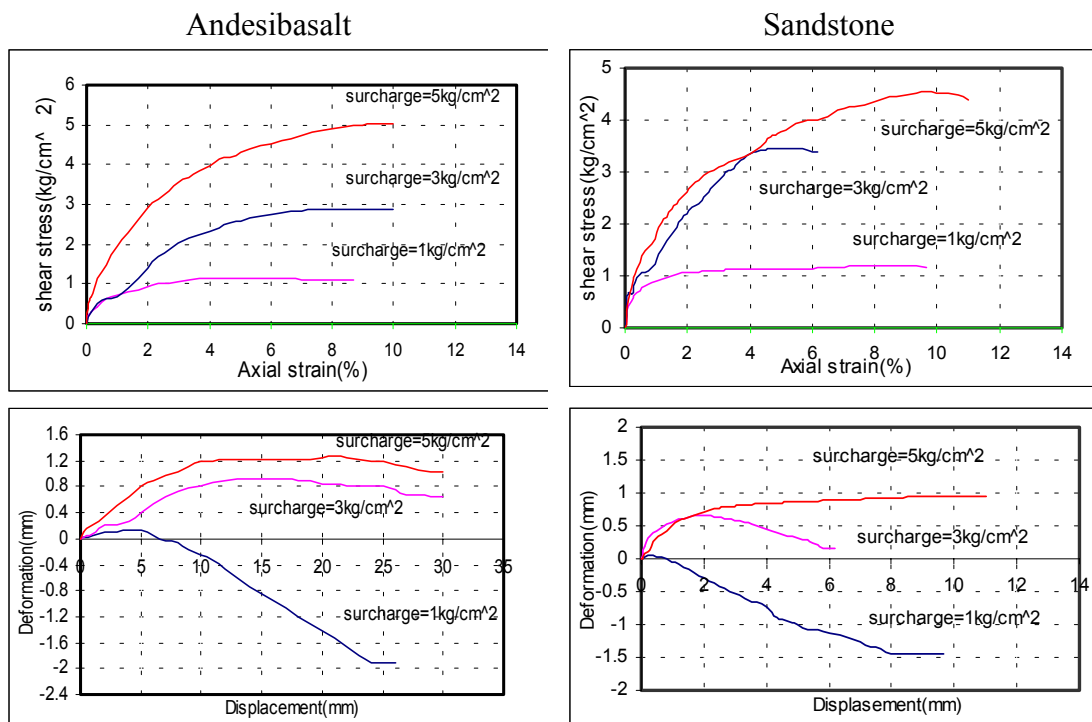 Andesibasalt
Sandstone
6
5
4
3
2
1
0
shear stress(kg/cm^ 2)
surcharge=5kg/cm^2
surcharge=3kg/cm^2
surcharge=1kg/cm^2
0 2 4 6 8 10 12 14
Axial strain(%)
5
4
3
2
1
0
shear stress(kg/cm^2)
surcharge=5kg/cm^2
surcharge=3kg/cm^2
surcharge=1kg/cm^2
0 2 4 6 8 10 12 14
Axial strain(%)
1.6
1.2
0.8
0.4
0
-0.4
-0.8
-1.2
-1.6
-2
-2.4
Deformation(mm)
surcharge=5kg/cm^2
surcharge=3kg/cm^2
0 5 10 15 20 25 30 35
surcharge=1kg/cm^2
Displacement(mm)
2
1.5
1
0.5
0
-0.5
-1
-1.5
-2
Deformation(mm)
surcharge=5kg/cm^2
surcharge=3kg/cm^2
0 2 4 6 8 10 12 14
surcharge=1kg/cm^2
Displasement(mm)